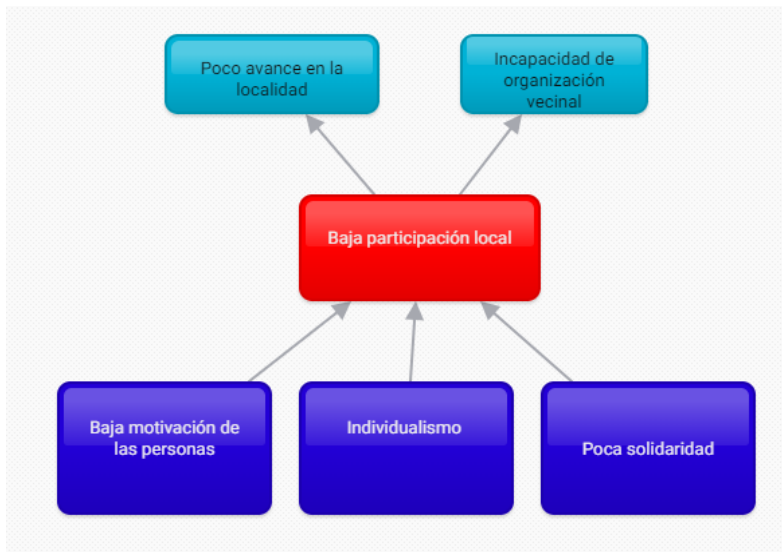 Poco avance en la
localidad
Incapacidad de
organización
vecinal
Baja participación local
Baja motivación de
las personas
Individualismo
Poca solidaridad